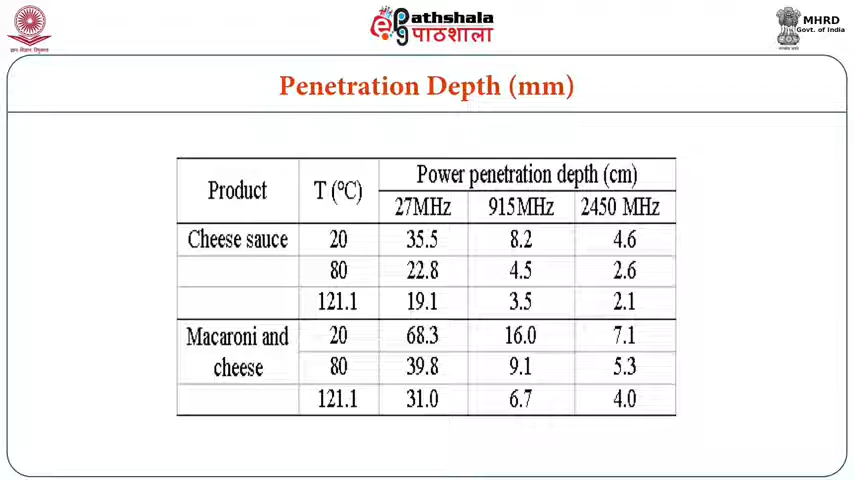 Pathshala
पाठशाला
MHRD
Govt. of India
Penetration Depth (mm)
Product T (°C) Power penetration depth (cm)
27MHz 915MHz 2450 MHz
Cheese sauce 20 35.5 8.2 4.6
80 22.8 4.5 2.6
121.1 19.1 3.5 2.1
Macaroni and cheese 20 68.3 16.0 7.1
80 39.8 9.1 5.3
121.1 31.0 6.7 4.0